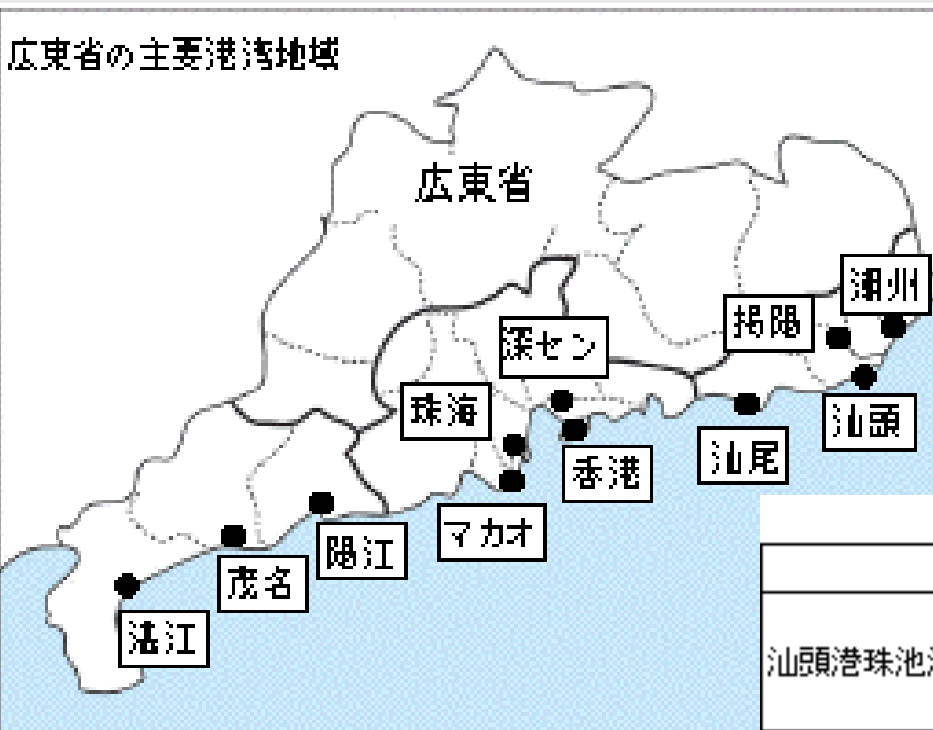 広東省の主要港湾地域
広東省
潮州
掲陽
深セン
珠海
汕頭
汕尾
香港
マカオ
陽江
茂名
湛江
汕頭港珠池